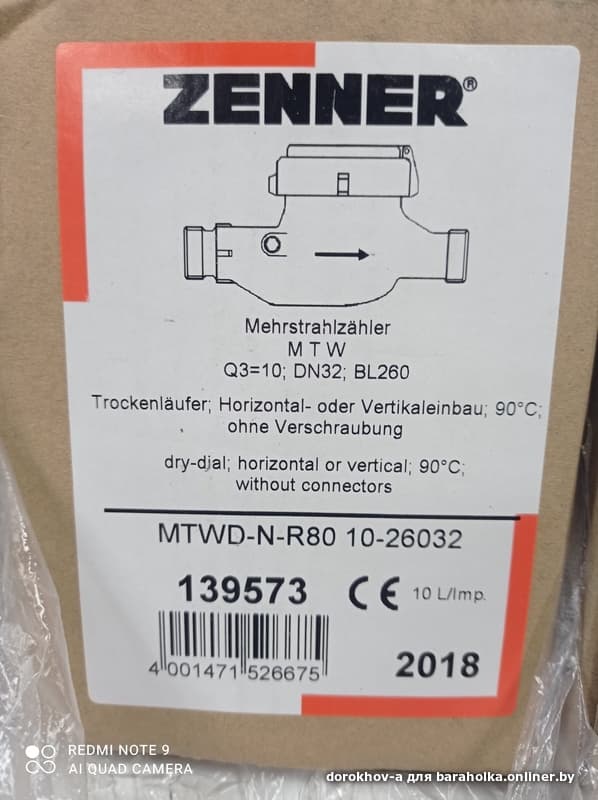 ZENNER®
Mehrstrahlzähler
M T W
Q3=10; DN32; BL260
Trockenläufer; Horizontal- oder Vertikaleinbau; 90°C;
ohne Verschraubung
dry-dial; horizontal or vertical; 90°C;
without connectors
MTWD-N-R80 10-26032
139573 CE 10 L/Imp.
4 001471 526675
2018
REDMI NOTE 9
AI QUAD CAMERA
dorokhov-a для baraholka.onliner.by